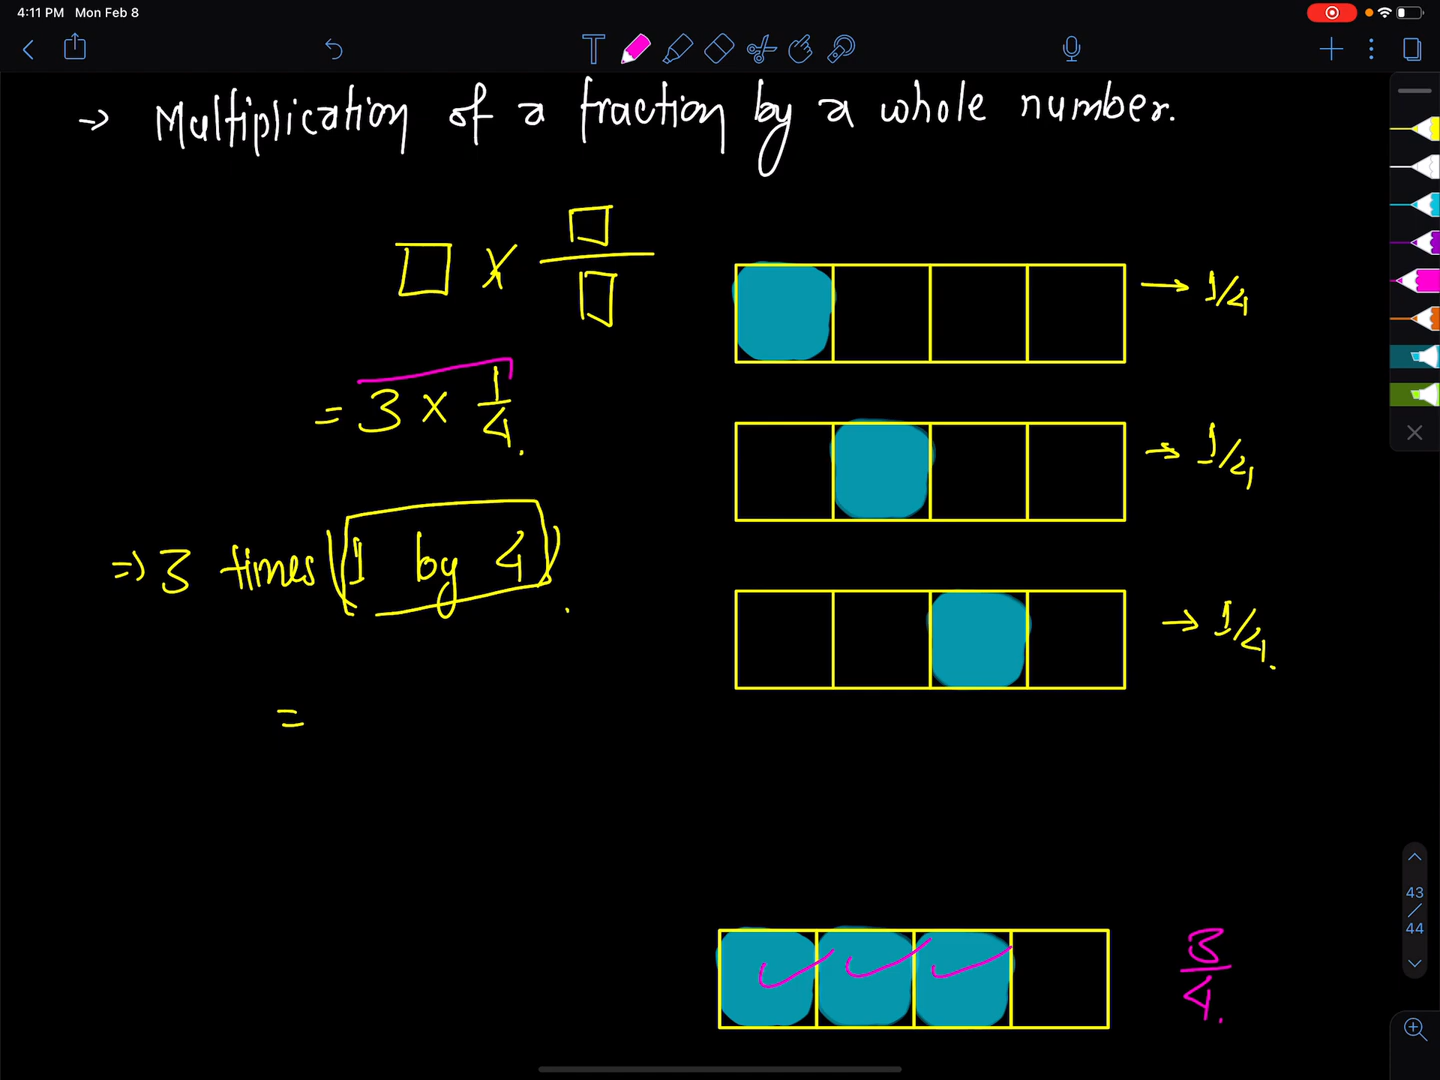 4:11 PM Mon Feb 8
T
→ Multiplication of a fraction by a whole number.
□ × □/□
→ 1/4
= 3 × 1/4.
→ 1/4
⇒ 3 times (1 by 4).
→ 1/4.
=
43
/
44
3/4.